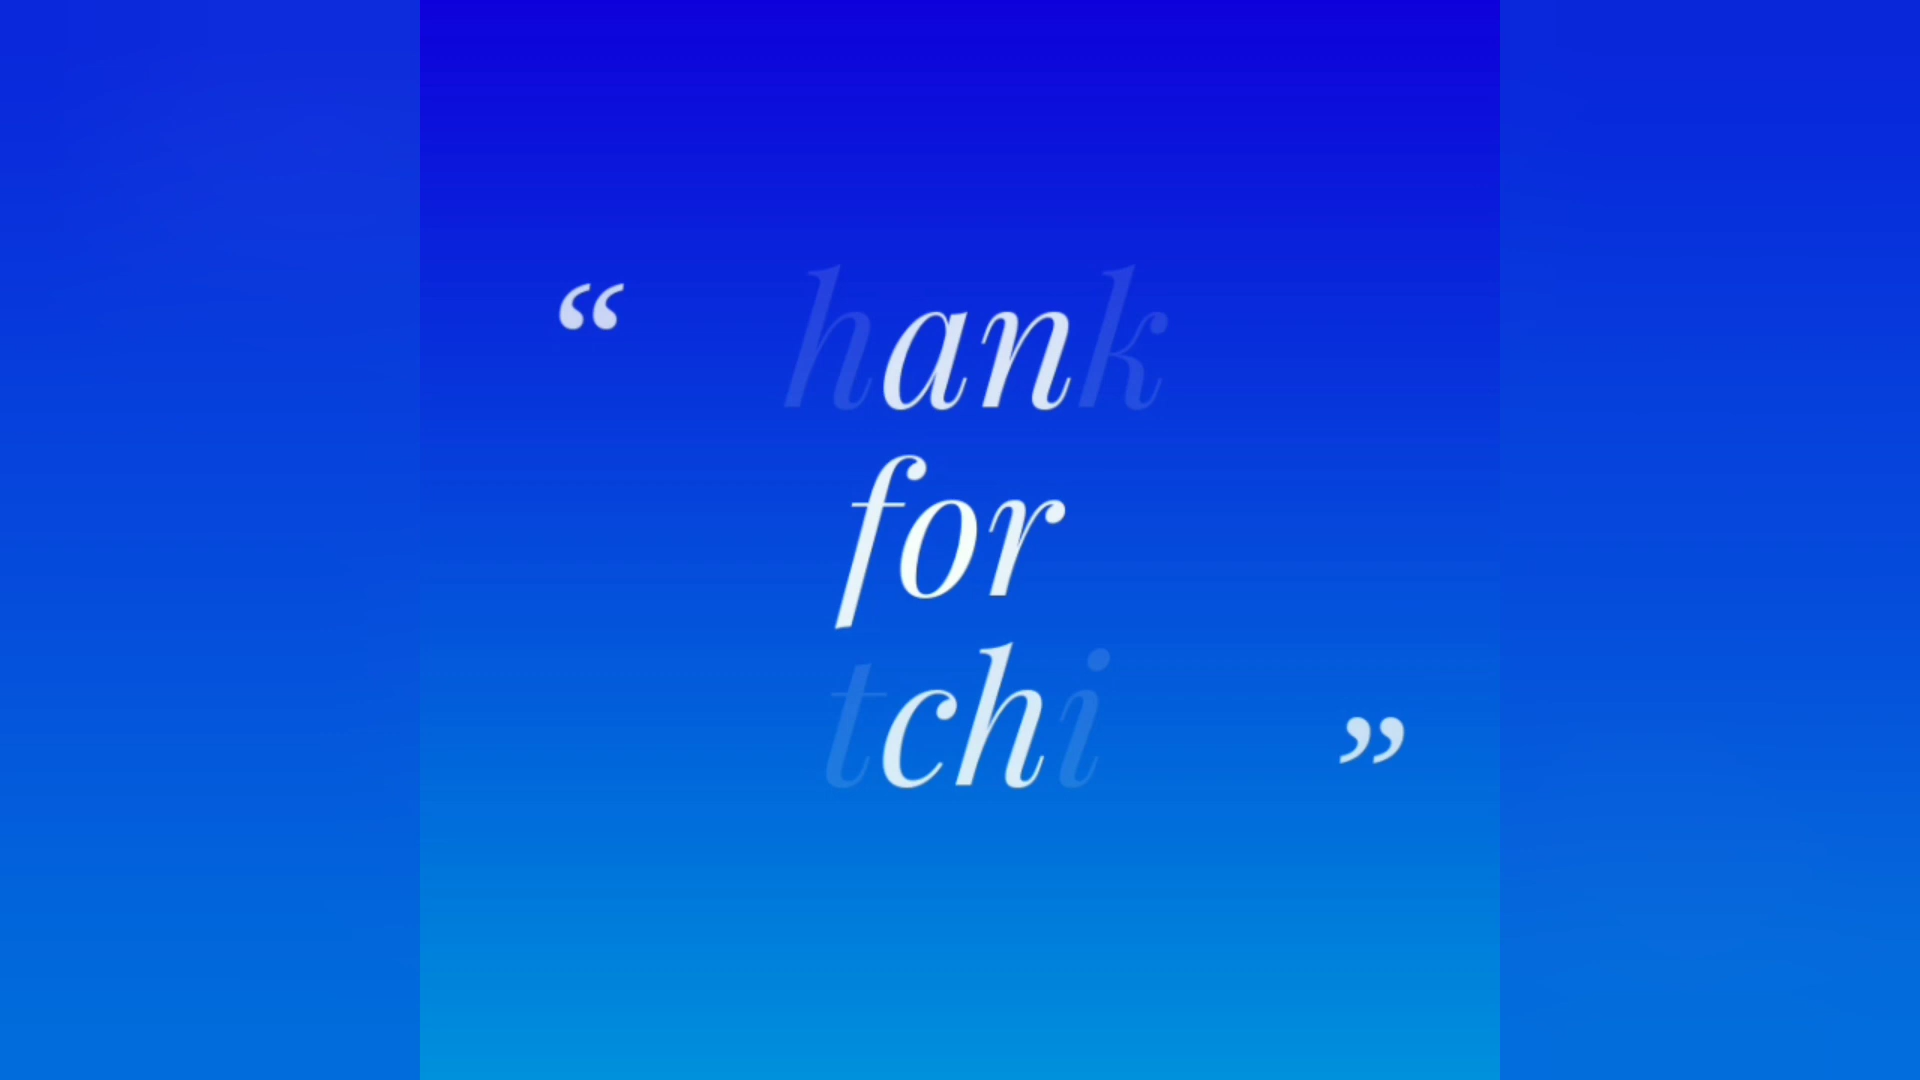 “ hank
for
tchi ”